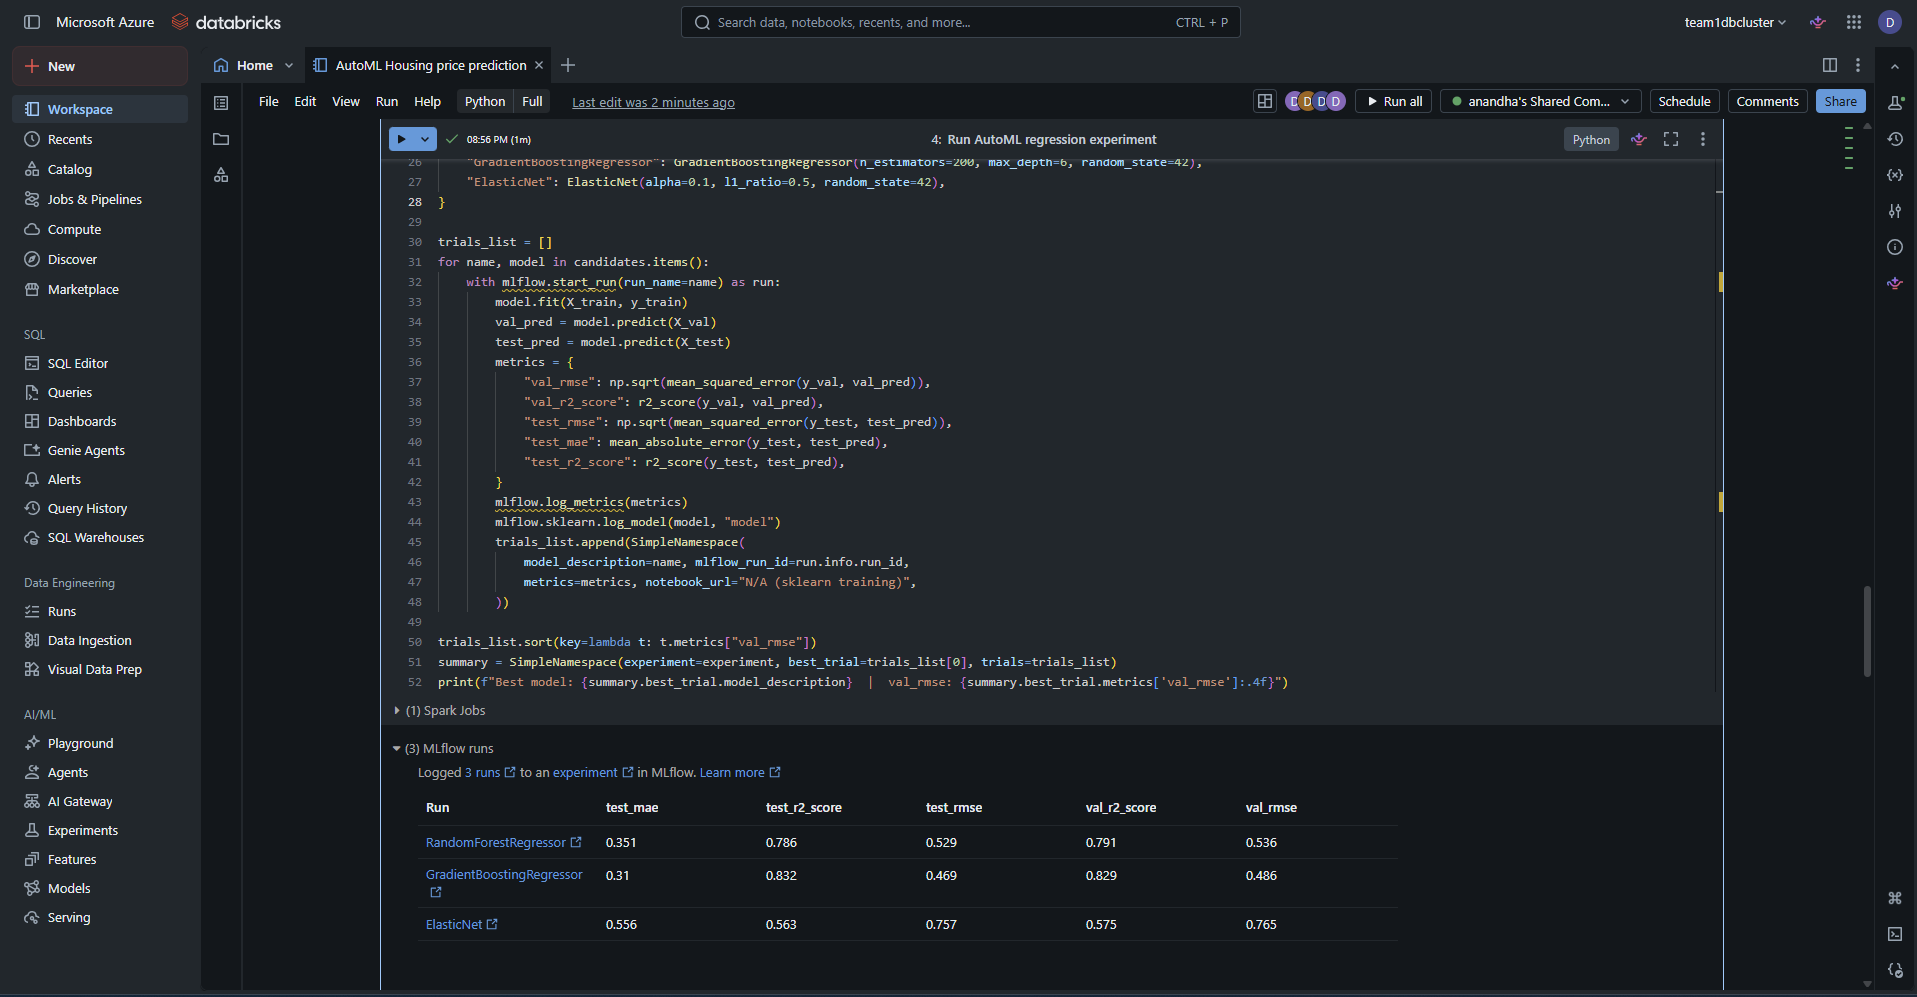 Microsoft Azure databricks
Search data, notebooks, recents, and more... CTRL + P
team1dbcluster
D
New
Workspace
Recents
Catalog
Jobs & Pipelines
Compute
Discover
Marketplace
SQL
SQL Editor
Queries
Dashboards
Genie Agents
Alerts
Query History
SQL Warehouses
Data Engineering
Runs
Data Ingestion
Visual Data Prep
AI/ML
Playground
Agents
AI Gateway
Experiments
Features
Models
Serving
Home AutoML Housing price prediction
File Edit View Run Help Python Full Last edit was 2 minutes ago
D D D D Run all anandha's Shared Com... Schedule Comments Share
08:56 PM (1m) 4: Run AutoML regression experiment Python
26 "GradientBoostingRegressor": GradientBoostingRegressor(n_estimators=200, max_depth=6, random_state=42),
27 "ElasticNet": ElasticNet(alpha=0.1, l1_ratio=0.5, random_state=42),
28 }
29
30 trials_list = []
31 for name, model in candidates.items():
32 with mlflow.start_run(run_name=name) as run:
33 model.fit(X_train, y_train)
34 val_pred = model.predict(X_val)
35 test_pred = model.predict(X_test)
36 metrics = {
37 "val_rmse": np.sqrt(mean_squared_error(y_val, val_pred)),
38 "val_r2_score": r2_score(y_val, val_pred),
39 "test_rmse": np.sqrt(mean_squared_error(y_test, test_pred)),
40 "test_mae": mean_absolute_error(y_test, test_pred),
41 "test_r2_score": r2_score(y_test, test_pred),
42 }
43 mlflow.log_metrics(metrics)
44 mlflow.sklearn.log_model(model, "model")
45 trials_list.append(SimpleNamespace(
46 model_description=name, mlflow_run_id=run.info.run_id,
47 metrics=metrics, notebook_url="N/A (sklearn training)",
48 ))
49
50 trials_list.sort(key=lambda t: t.metrics["val_rmse"])
51 summary = SimpleNamespace(experiment=experiment, best_trial=trials_list[0], trials=trials_list)
52 print(f"Best model: {summary.best_trial.model_description} | val_rmse: {summary.best_trial.metrics['val_rmse']:.4f}")
(1) Spark Jobs
(3) MLflow runs
Logged 3 runs to an experiment in MLflow. Learn more
Run test_mae test_r2_score test_rmse val_r2_score val_rmse
RandomForestRegressor 0.351 0.786 0.529 0.791 0.536
GradientBoostingRegressor 0.31 0.832 0.469 0.829 0.486
ElasticNet 0.556 0.563 0.757 0.575 0.765